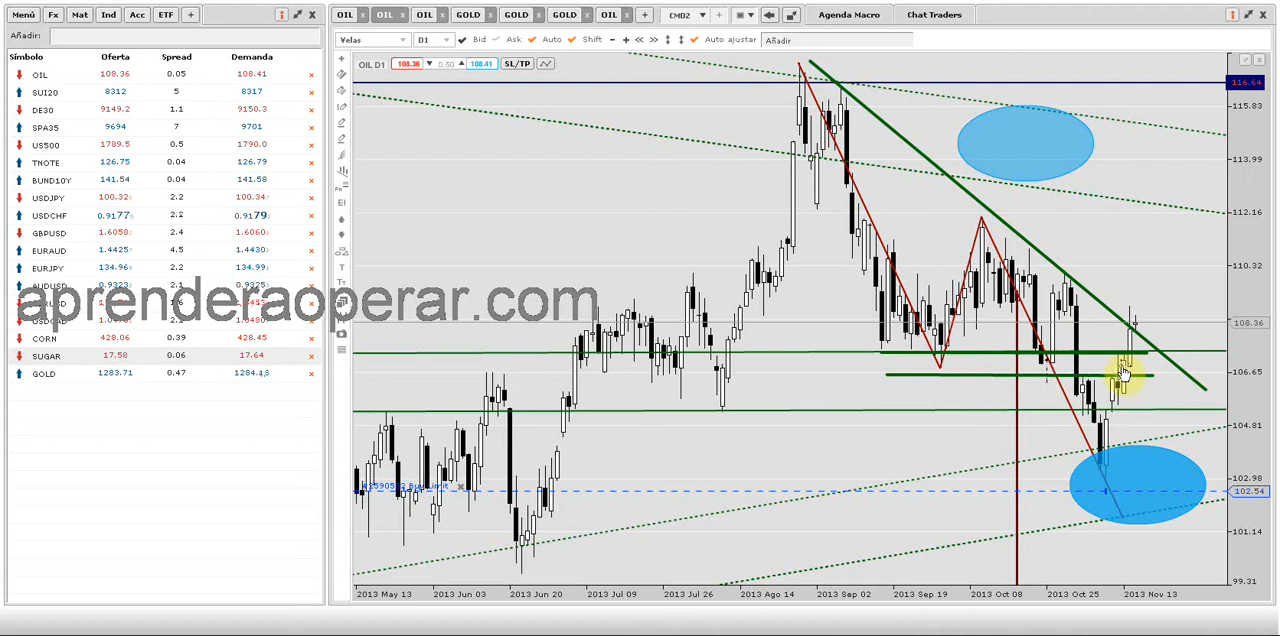 Menú Fx Mat Ind Acc ETF +
Añadir:
Símbolo Oferta Spread Demanda
OIL 108.36 0.05 108.41
SUI20 8312 5 8317
DE30 9149.2 1.1 9150.3
SPA35 9694 7 9701
US500 1789.5 0.5 1790.0
TNOTE 126.75 0.04 126.79
BUND10Y 141.54 0.04 141.58
USDJPY 100.32 2.2 100.34
USDCHF 0.9177 2.2 0.9179
GBPUSD 1.6058 2.4 1.6060
EURAUD 1.4425 4.5 1.4430
EURJPY 134.96 2.2 134.99
AUDUSD 0.9323 0.9325
CORN 428.06 0.39 428.45
SUGAR 17.58 0.06 17.64
GOLD 1283.71 0.47 1284.18
aprenderaoperar.com
OIL x OIL x OIL x GOLD x GOLD x GOLD x OIL x + CMD2 Agenda Macro Chat Traders
Velas D1 Bid Ask Auto Shift Auto ajustar Añadir
OIL D1 108.36 0.60 108.41 SL/TP
116.64
115.83
113.99
112.16
110.32
108.36
106.65
104.81
102.98
102.54
101.14
99.31
Buy Limit
2013 May 13 2013 Jun 03 2013 Jun 20 2013 Jul 09 2013 Jul 26 2013 Ago 14 2013 Sep 02 2013 Sep 19 2013 Oct 08 2013 Oct 25 2013 Nov 13